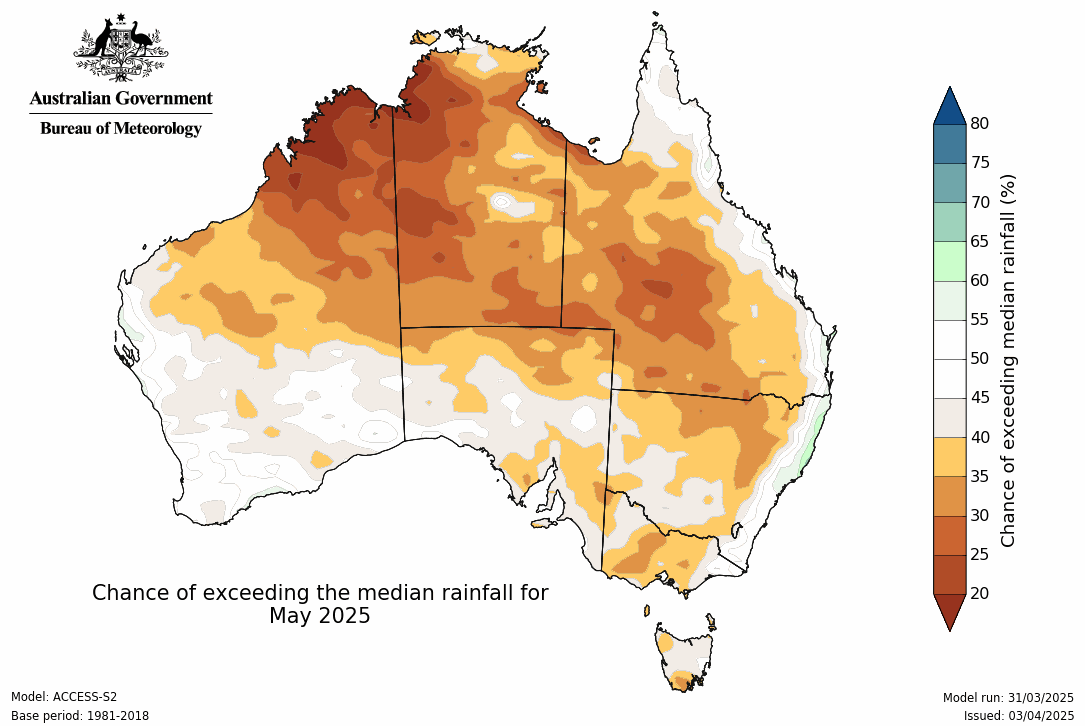 AUSTRALIA
Australian Government
Bureau of Meteorology
80
75
70
65
60
55
50
45
40
35
30
25
20
Chance of exceeding median rainfall (%)
Chance of exceeding the median rainfall for
May 2025
Model: ACCESS-S2
Base period: 1981-2018
Model run: 31/03/2025
Issued: 03/04/2025